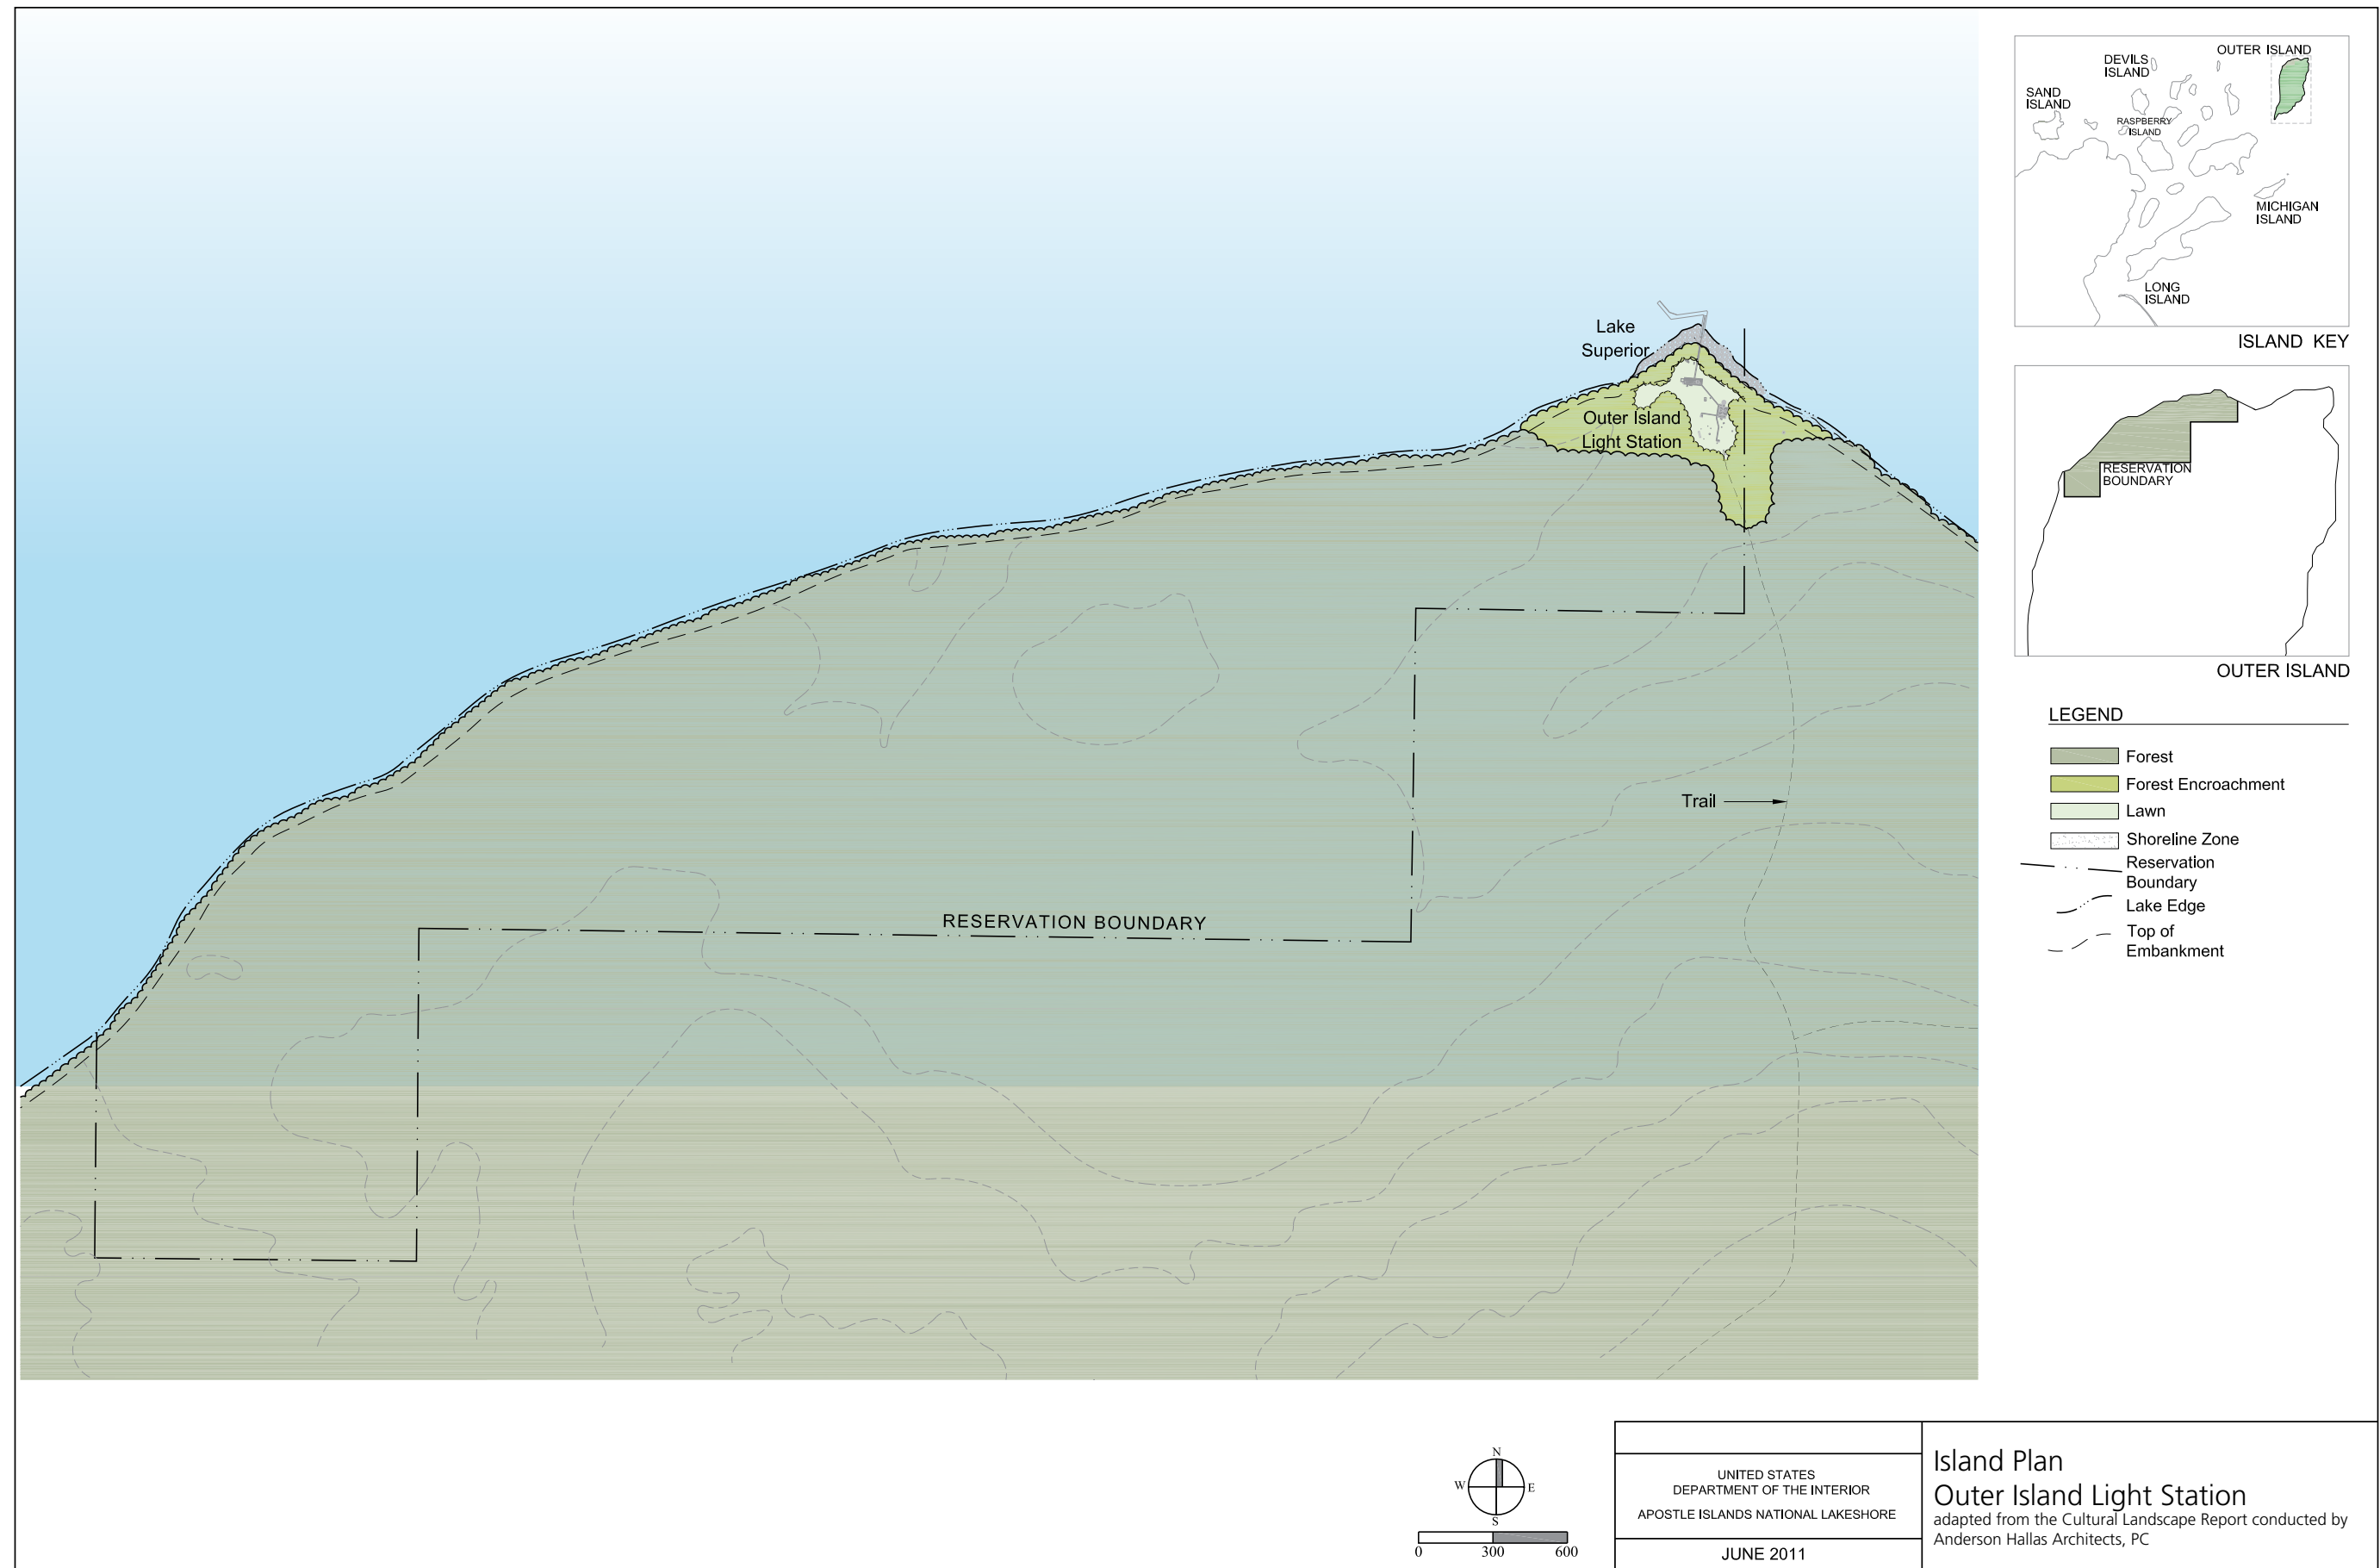 DEVILS
ISLAND
OUTER ISLAND
SAND
ISLAND
RASPBERRY
ISLAND
MICHIGAN
ISLAND
LONG
ISLAND
ISLAND KEY
Lake
Superior
Outer Island
Light Station
RESERVATION
BOUNDARY
OUTER ISLAND
LEGEND
Forest
Forest Encroachment
Lawn
Shoreline Zone
Reservation
Boundary
Lake Edge
Top of
Embankment
Trail
RESERVATION BOUNDARY
N
W
E
S
0 300 600
UNITED STATES
DEPARTMENT OF THE INTERIOR
APOSTLE ISLANDS NATIONAL LAKESHORE
JUNE 2011
Island Plan
Outer Island Light Station
adapted from the Cultural Landscape Report conducted by
Anderson Hallas Architects, PC